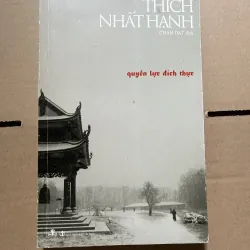 THÍCH
NHẤT HẠNH
quyền lực đích thực